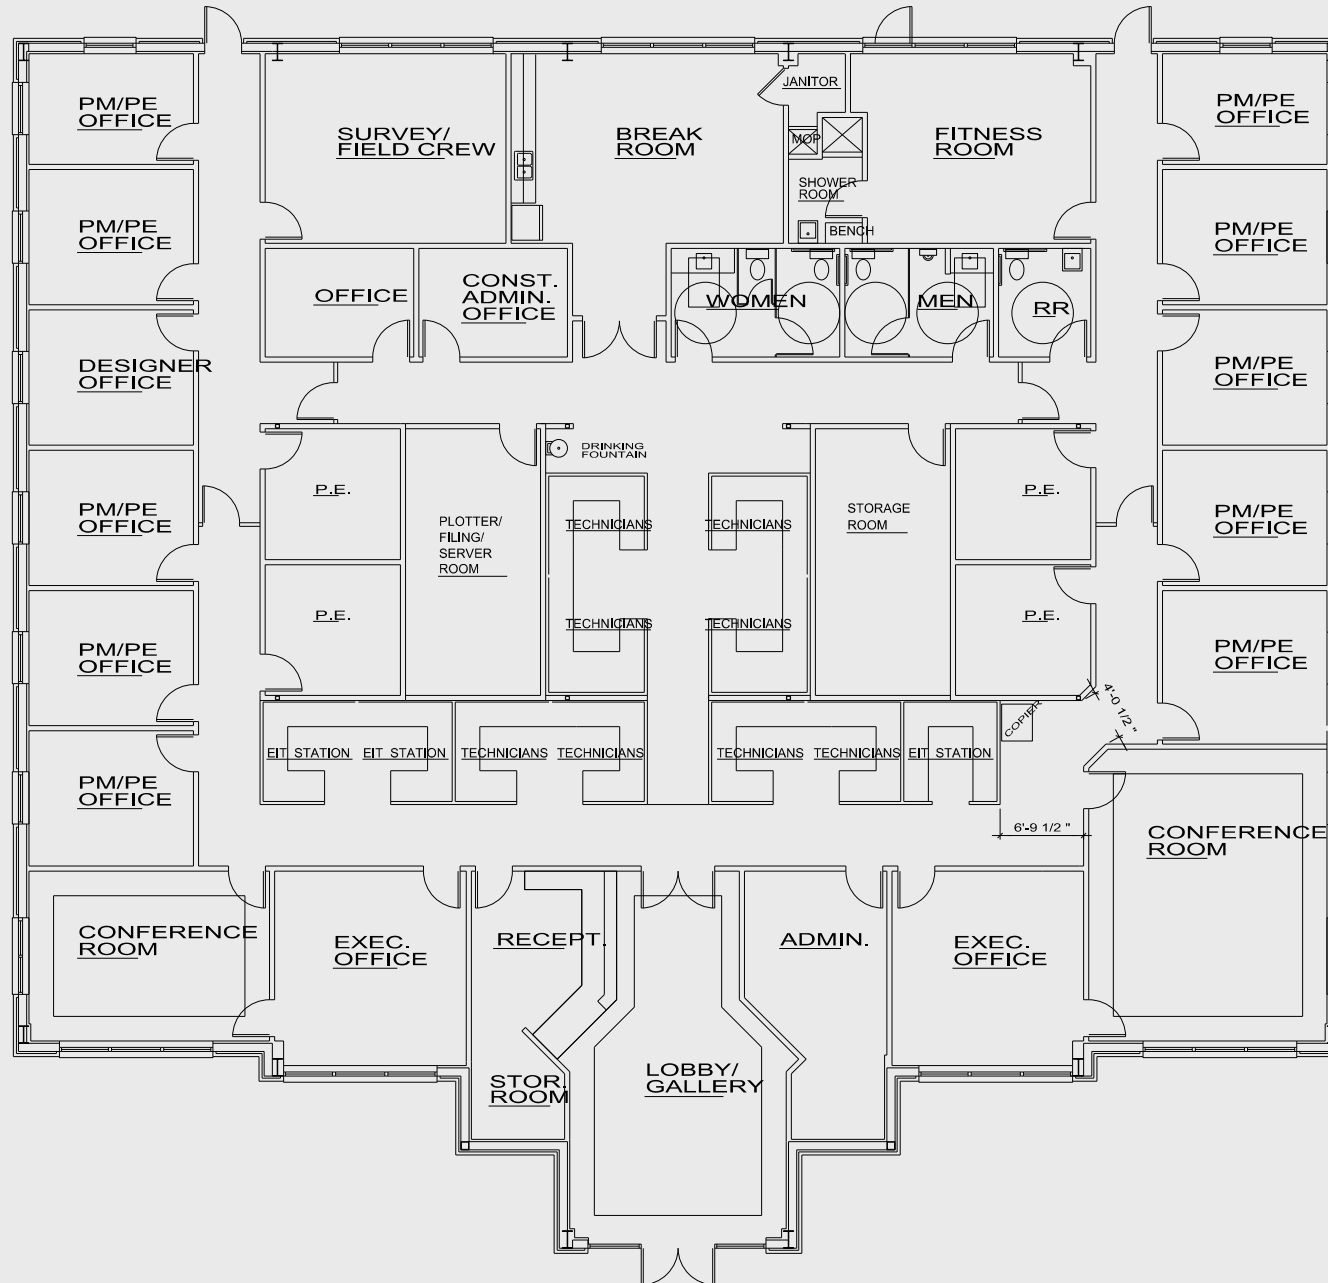 PM/PE
OFFICE
SURVEY/
FIELD CREW
BREAK
ROOM
JANITOR
MOP
FITNESS
ROOM
PM/PE
OFFICE
SHOWER
ROOM
BENCH
PM/PE
OFFICE
PM/PE
OFFICE
OFFICE
CONST.
ADMIN.
OFFICE
WOMEN
MEN
RR
DESIGNER
OFFICE
PM/PE
OFFICE
DRINKING
FOUNTAIN
P.E.
P.E.
PM/PE
OFFICE
PLOTTER/
FILING/
SERVER
ROOM
TECHNICIANS
TECHNICIANS
STORAGE
ROOM
PM/PE
OFFICE
P.E.
TECHNICIANS
TECHNICIANS
P.E.
PM/PE
OFFICE
PM/PE
OFFICE
4'-0 1/2 "
COPIER
EIT STATION
EIT STATION
TECHNICIANS
TECHNICIANS
TECHNICIANS
TECHNICIANS
EIT STATION
PM/PE
OFFICE
6'-9 1/2 "
CONFERENCE
ROOM
CONFERENCE
ROOM
EXEC.
OFFICE
RECEPT.
ADMIN.
EXEC.
OFFICE
STOR.
ROOM
LOBBY/
GALLERY